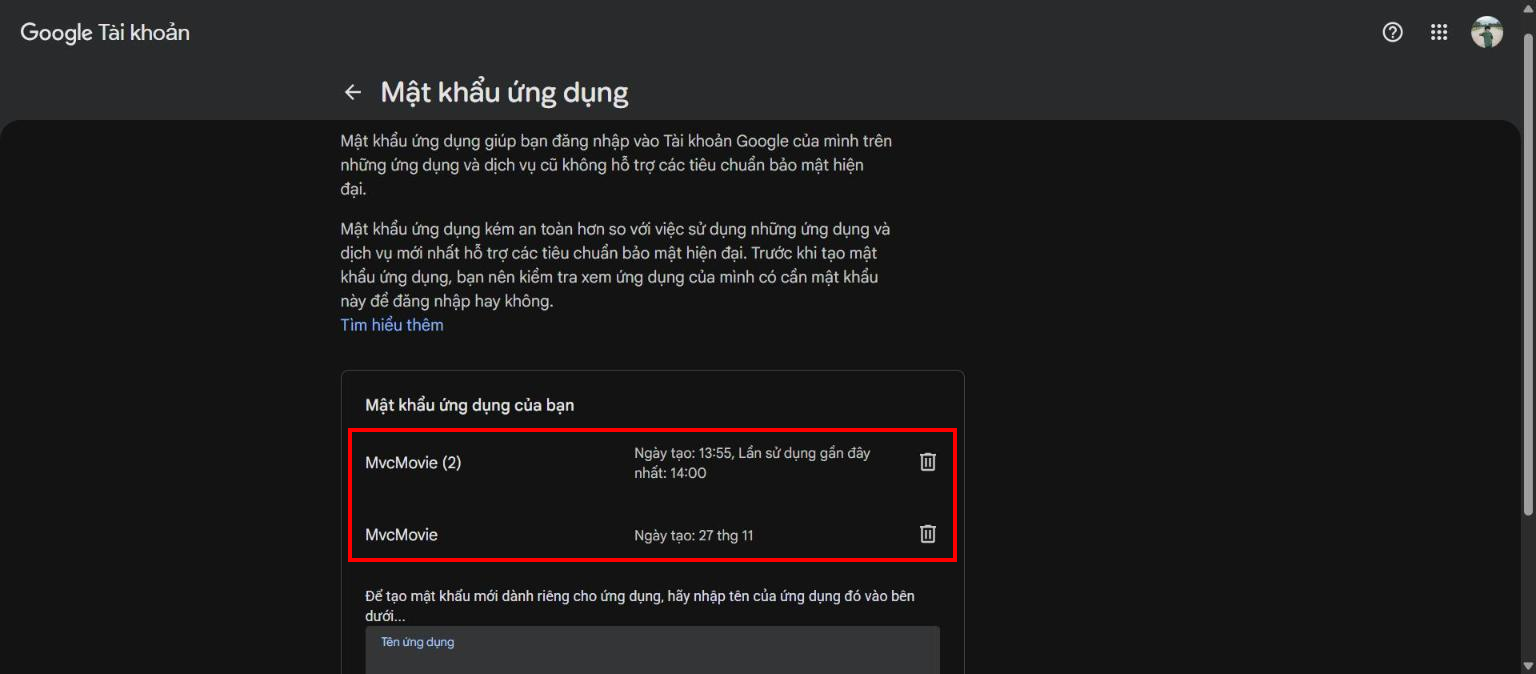 Google Tài khoản
Mật khẩu ứng dụng
Mật khẩu ứng dụng giúp bạn đăng nhập vào Tài khoản Google của mình trên
những ứng dụng và dịch vụ cũ không hỗ trợ các tiêu chuẩn bảo mật hiện
đại.
Mật khẩu ứng dụng kém an toàn hơn so với việc sử dụng những ứng dụng và
dịch vụ mới nhất hỗ trợ các tiêu chuẩn bảo mật hiện đại. Trước khi tạo mật
khẩu ứng dụng, bạn nên kiểm tra xem ứng dụng của mình có cần mật khẩu
này để đăng nhập hay không.
Tìm hiểu thêm
Mật khẩu ứng dụng của bạn
MvcMovie (2)
Ngày tạo: 13:55, Lần sử dụng gần đây
nhất: 14:00
MvcMovie
Ngày tạo: 27 thg 11
Để tạo mật khẩu mới dành riêng cho ứng dụng, hãy nhập tên của ứng dụng đó vào bên
dưới...
Tên ứng dụng